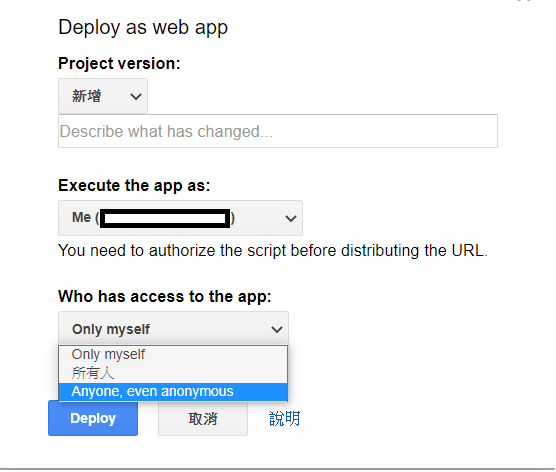 Deploy as web app
Project version:
新增
Describe what has changed...
Execute the app as:
Me ( )
You need to authorize the script before distributing the URL.
Who has access to the app:
Only myself
Only myself
所有人
Anyone, even anonymous
Deploy 取消 說明